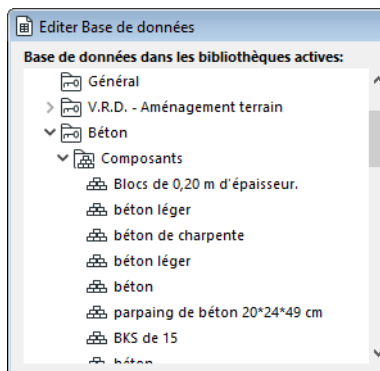 Editer Base de données
Base de données dans les bibliothèques actives:
Général
V.R.D. - Aménagement terrain
Béton
Composants
Blocs de 0,20 m d'épaisseur.
béton léger
béton de charpente
béton léger
béton
parpaing de béton 20*24*49 cm
BKS de 15
béton